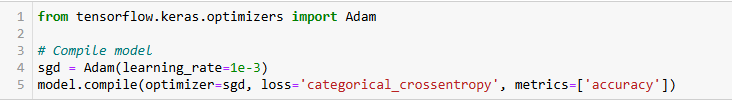 1 from tensorflow.keras.optimizers import Adam
2
3 # Compile model
4 sgd = Adam(learning_rate=1e-3)
5 model.compile(optimizer=sgd, loss='categorical_crossentropy', metrics=['accuracy'])